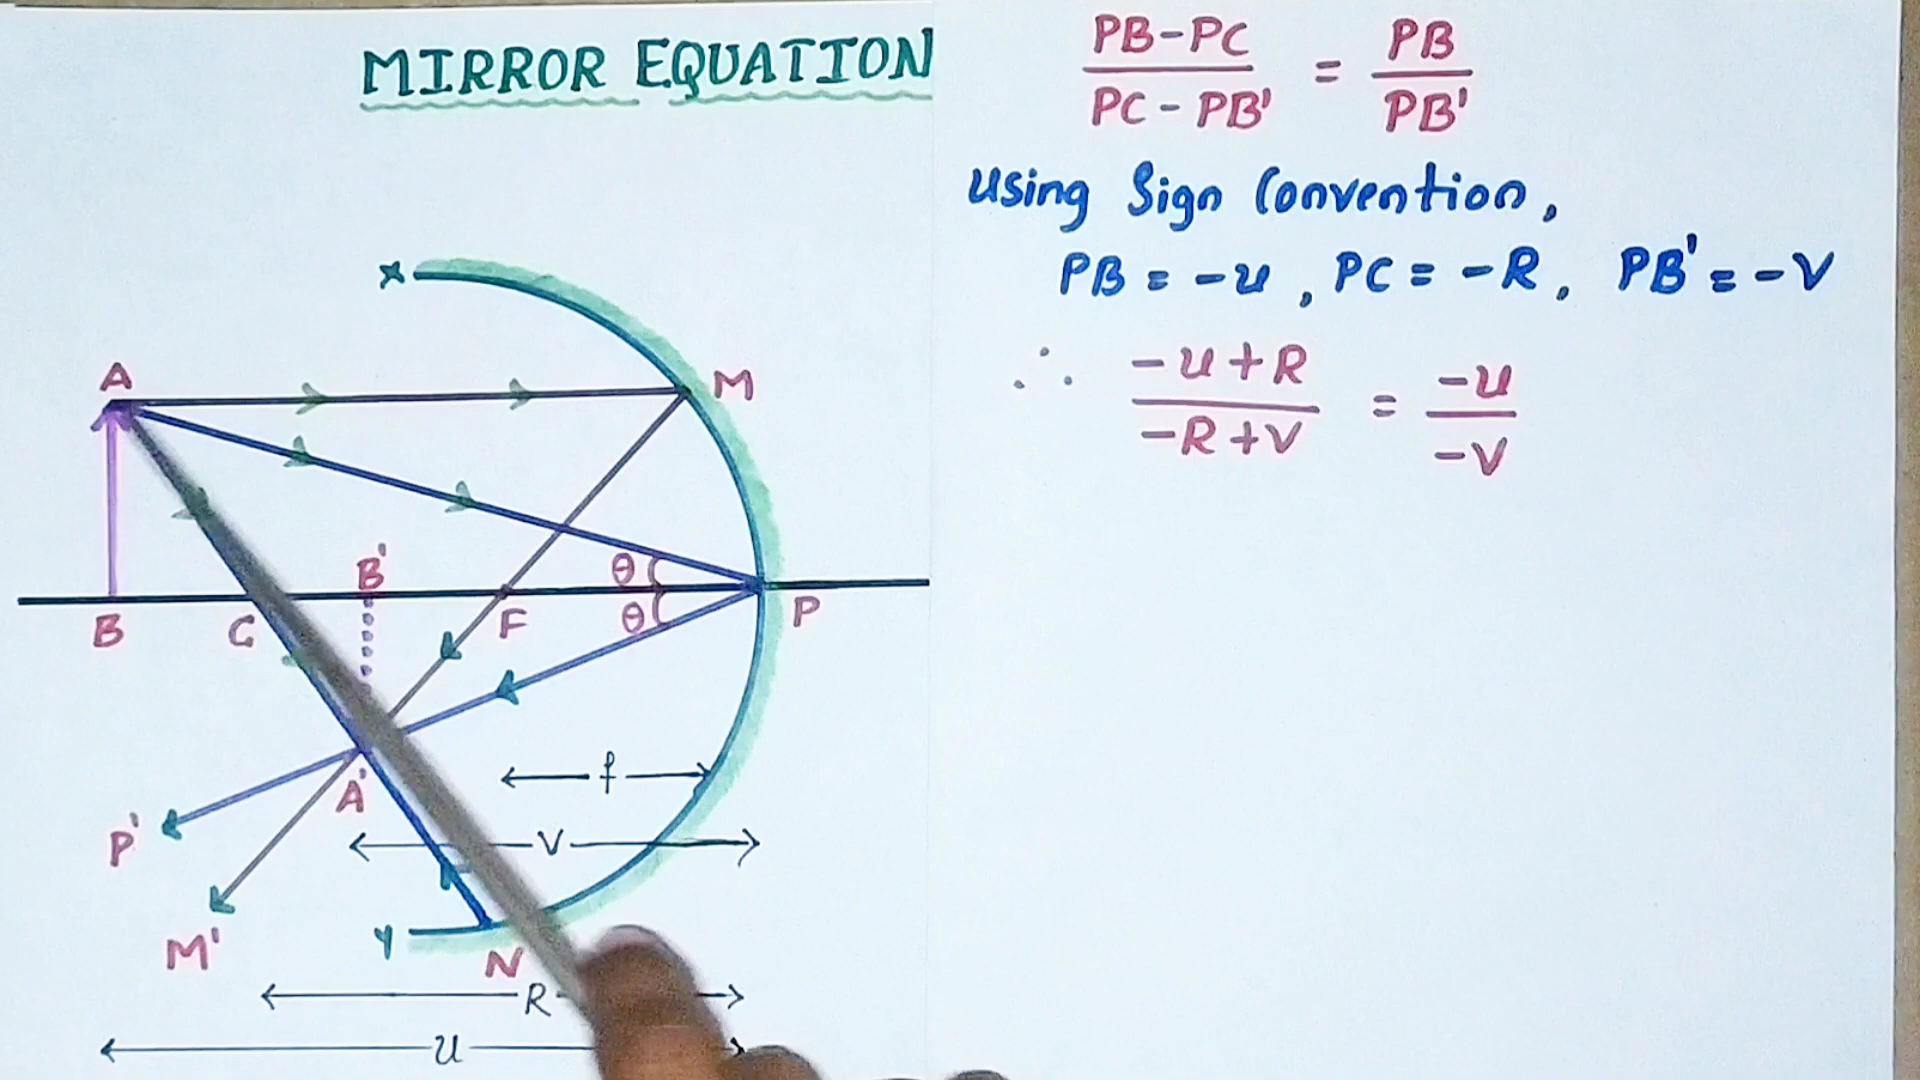 MIRROR EQUATION
X
A
M
B'
θ
B
C
F
θ
P
f
A'
P'
V
M'
Y
N
R
u
PB-PC / PC-PB' = PB / PB'
Using Sign Convention,
PB = -u, PC = -R, PB' = -V
∴ -u+R / -R+V = -u / -V